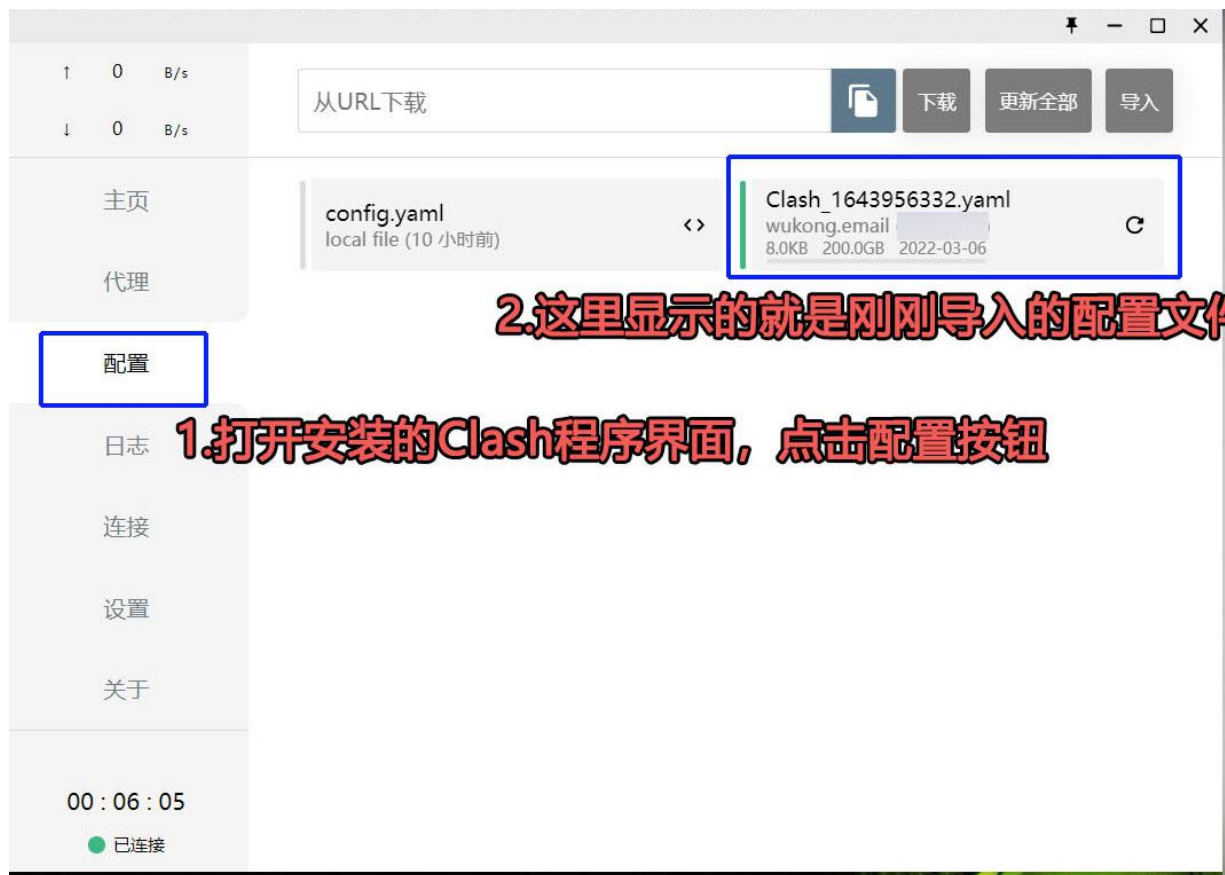 ↑ 0 B/s
↓ 0 B/s
从URL下载
下载
更新全部
导入
主页
代理
配置
日志
连接
设置
关于
config.yaml
local file (10 小时前)
Clash_1643956332.yaml
wukong.email
8.0KB 200.0GB 2022-03-06
2.这里显示的就是刚刚导入的配置文件
1.打开安装的Clash程序界面，点击配置按钮
00 : 06 : 05
已连接